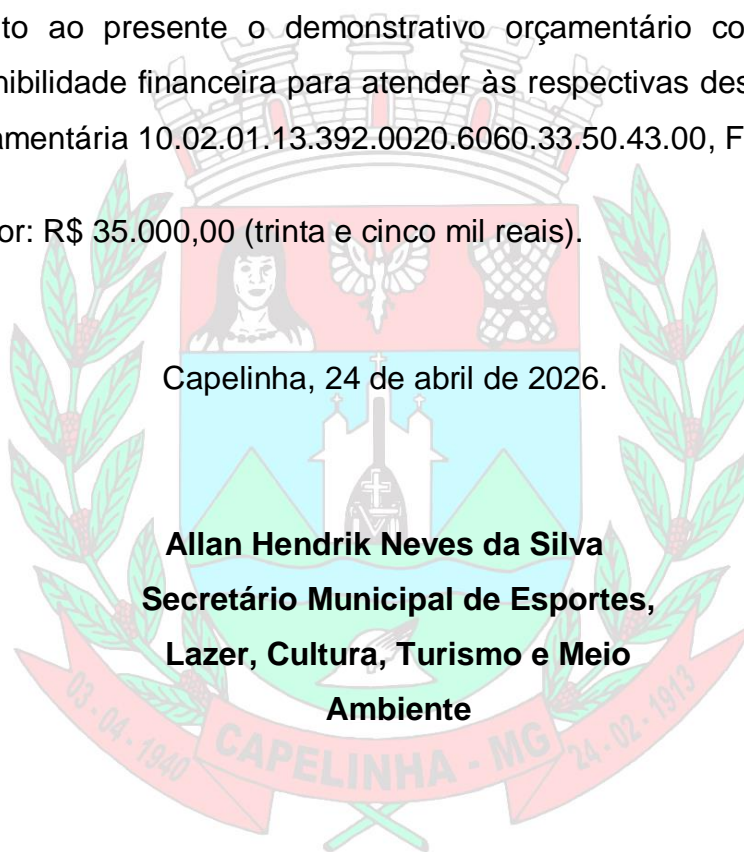 to ao presente o demonstrativo orçamentário co
nibilidade financeira para atender às respectivas des
amentária 10.02.01.13.392.0020.6060.33.50.43.00, F
or: R$ 35.000,00 (trinta e cinco mil reais).
Capelinha, 24 de abril de 2026.
Allan Hendrik Neves da Silva
Secretário Municipal de Esportes,
Lazer, Cultura, Turismo e Meio
Ambiente
03-04-1940
CAPELINHA - MG
24-02-1913